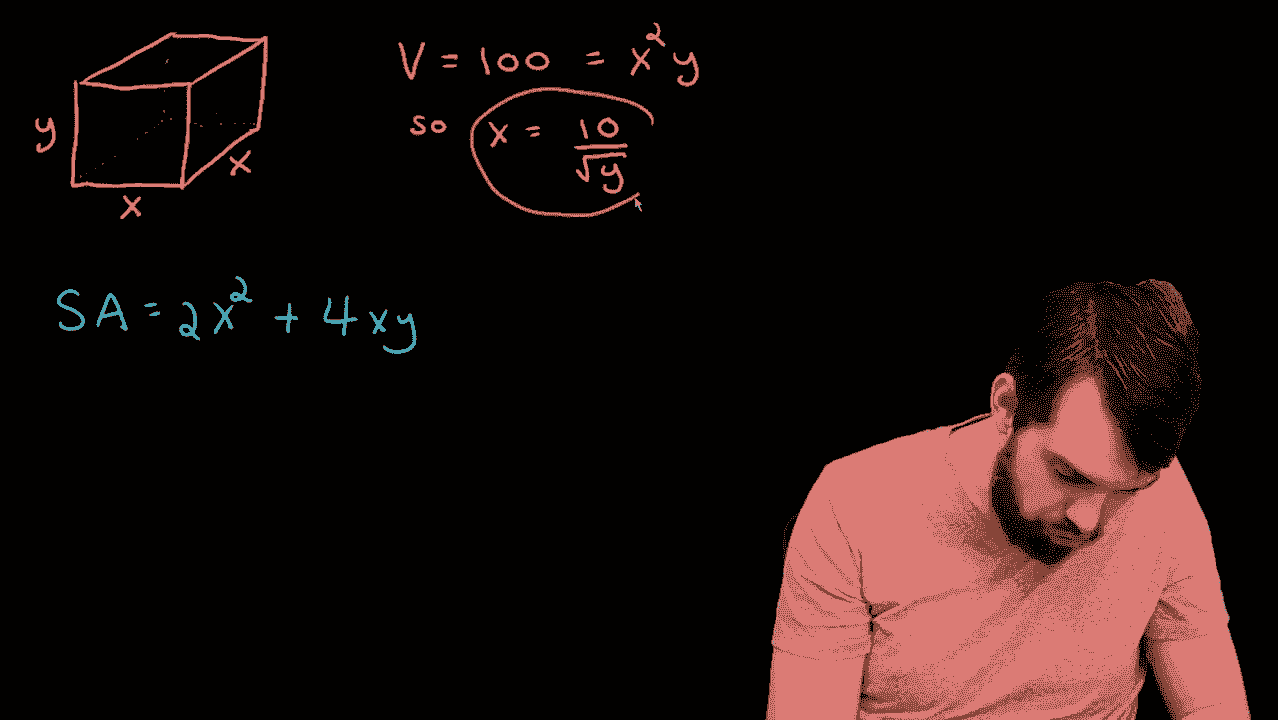 V = 100 = x²y
so x = 10/√y
y
x
x
SA = 2x² + 4xy